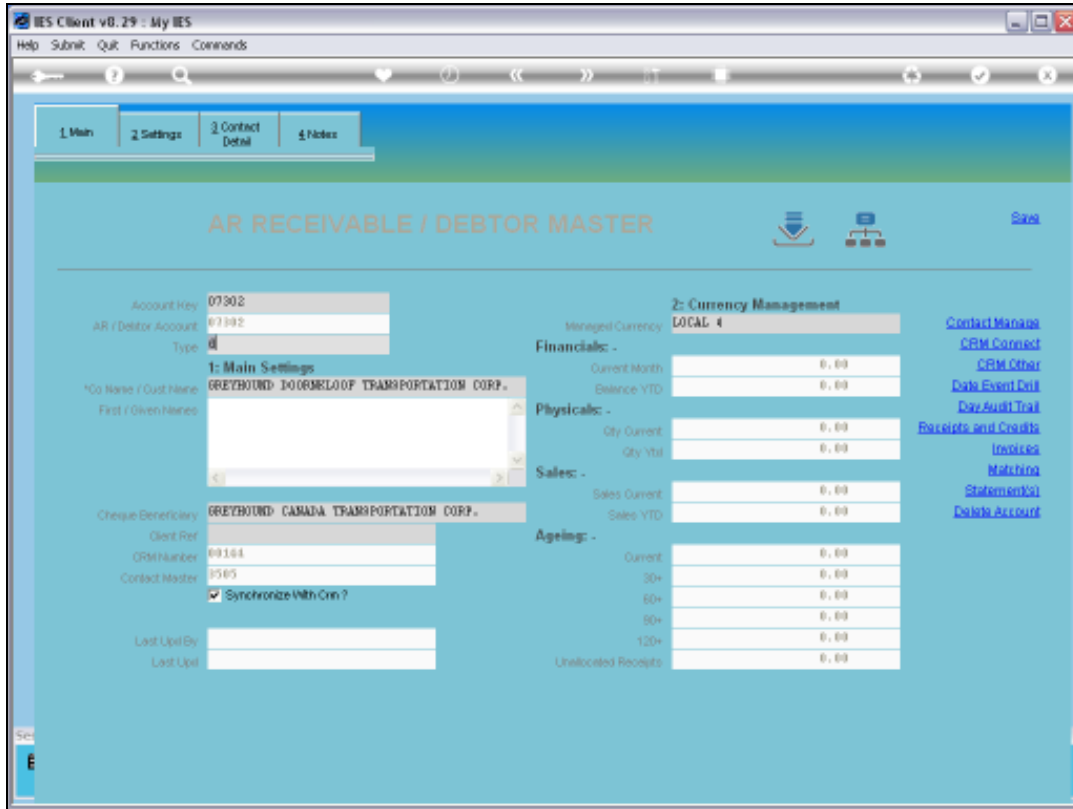 IES Client v8.29 : My IES
Help Submit Quit Functions Commands
1 Main
2 Settings
3 Contact
Detail
4 Notes
AR RECEIVABLE / DEBTOR MASTER
Save
Account Key 07302
AR / Debtor Account 07302
Type d
1: Main Settings
*Co Name / Cust Name GREYHOUND DOORNKLOOF TRANSPORTATION CORP.
First / Given Names
Cheque Beneficiary GREYHOUND CANADA TRANSPORTATION CORP.
Client Ref
CRM Number 00144
Contact Master 3505
Synchronize With Crm ?
Last Upd By
Last Upd
2: Currency Management
Managed Currency LOCAL 4
Financials: -
Current Month 0.00
Balance YTD 0.00
Physicals: -
Qty Current 0.00
Qty Ytd 0.00
Sales: -
Sales Current 0.00
Sales YTD 0.00
Ageing: -
Current 0.00
30+ 0.00
60+ 0.00
90+ 0.00
120+ 0.00
Unallocated Receipts 0.00
Contact Manage
CRM Connect
CRM Other
Date Event Drill
Day Audit Trail
Receipts and Credits
Invoices
Matching
Statement(s)
Delete Account